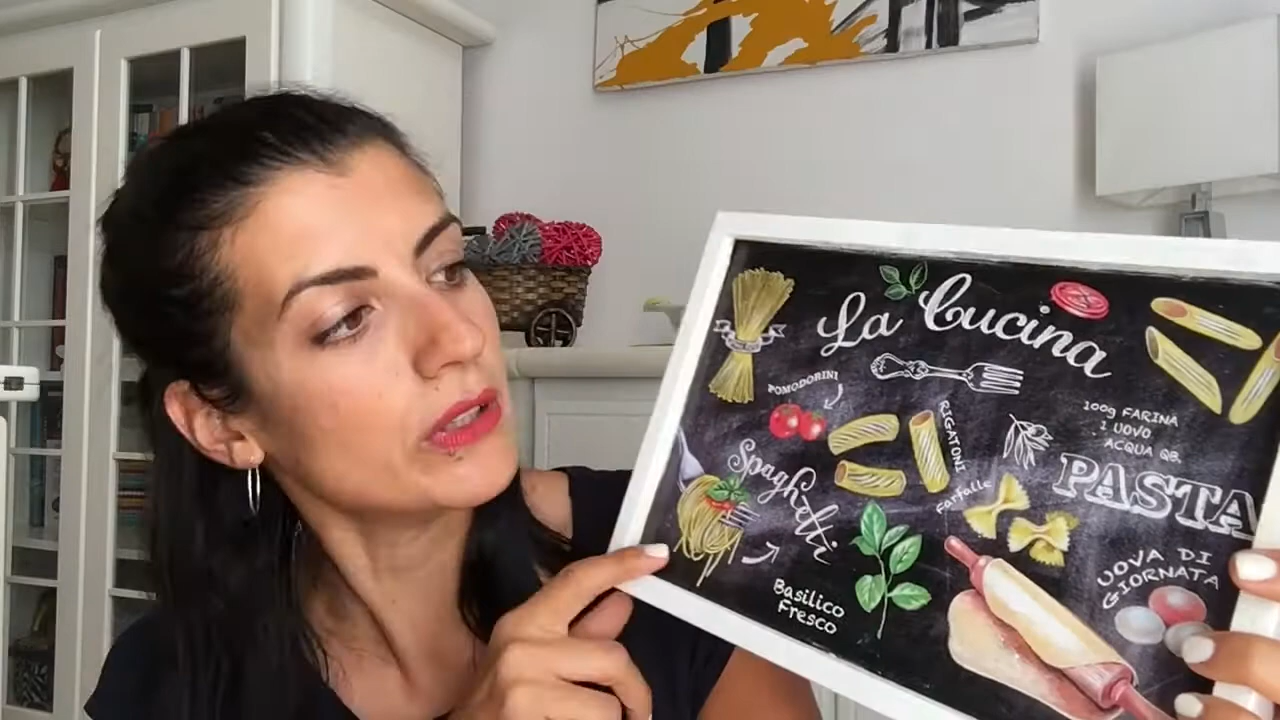 La Cucina
POMODORINI
RIGATONI
100g FARINA
1 UOVO
ACQUA QB.
PASTA
Spaghetti
Farfalle
UOVA DI
GIORNATA
Basilico
Fresco